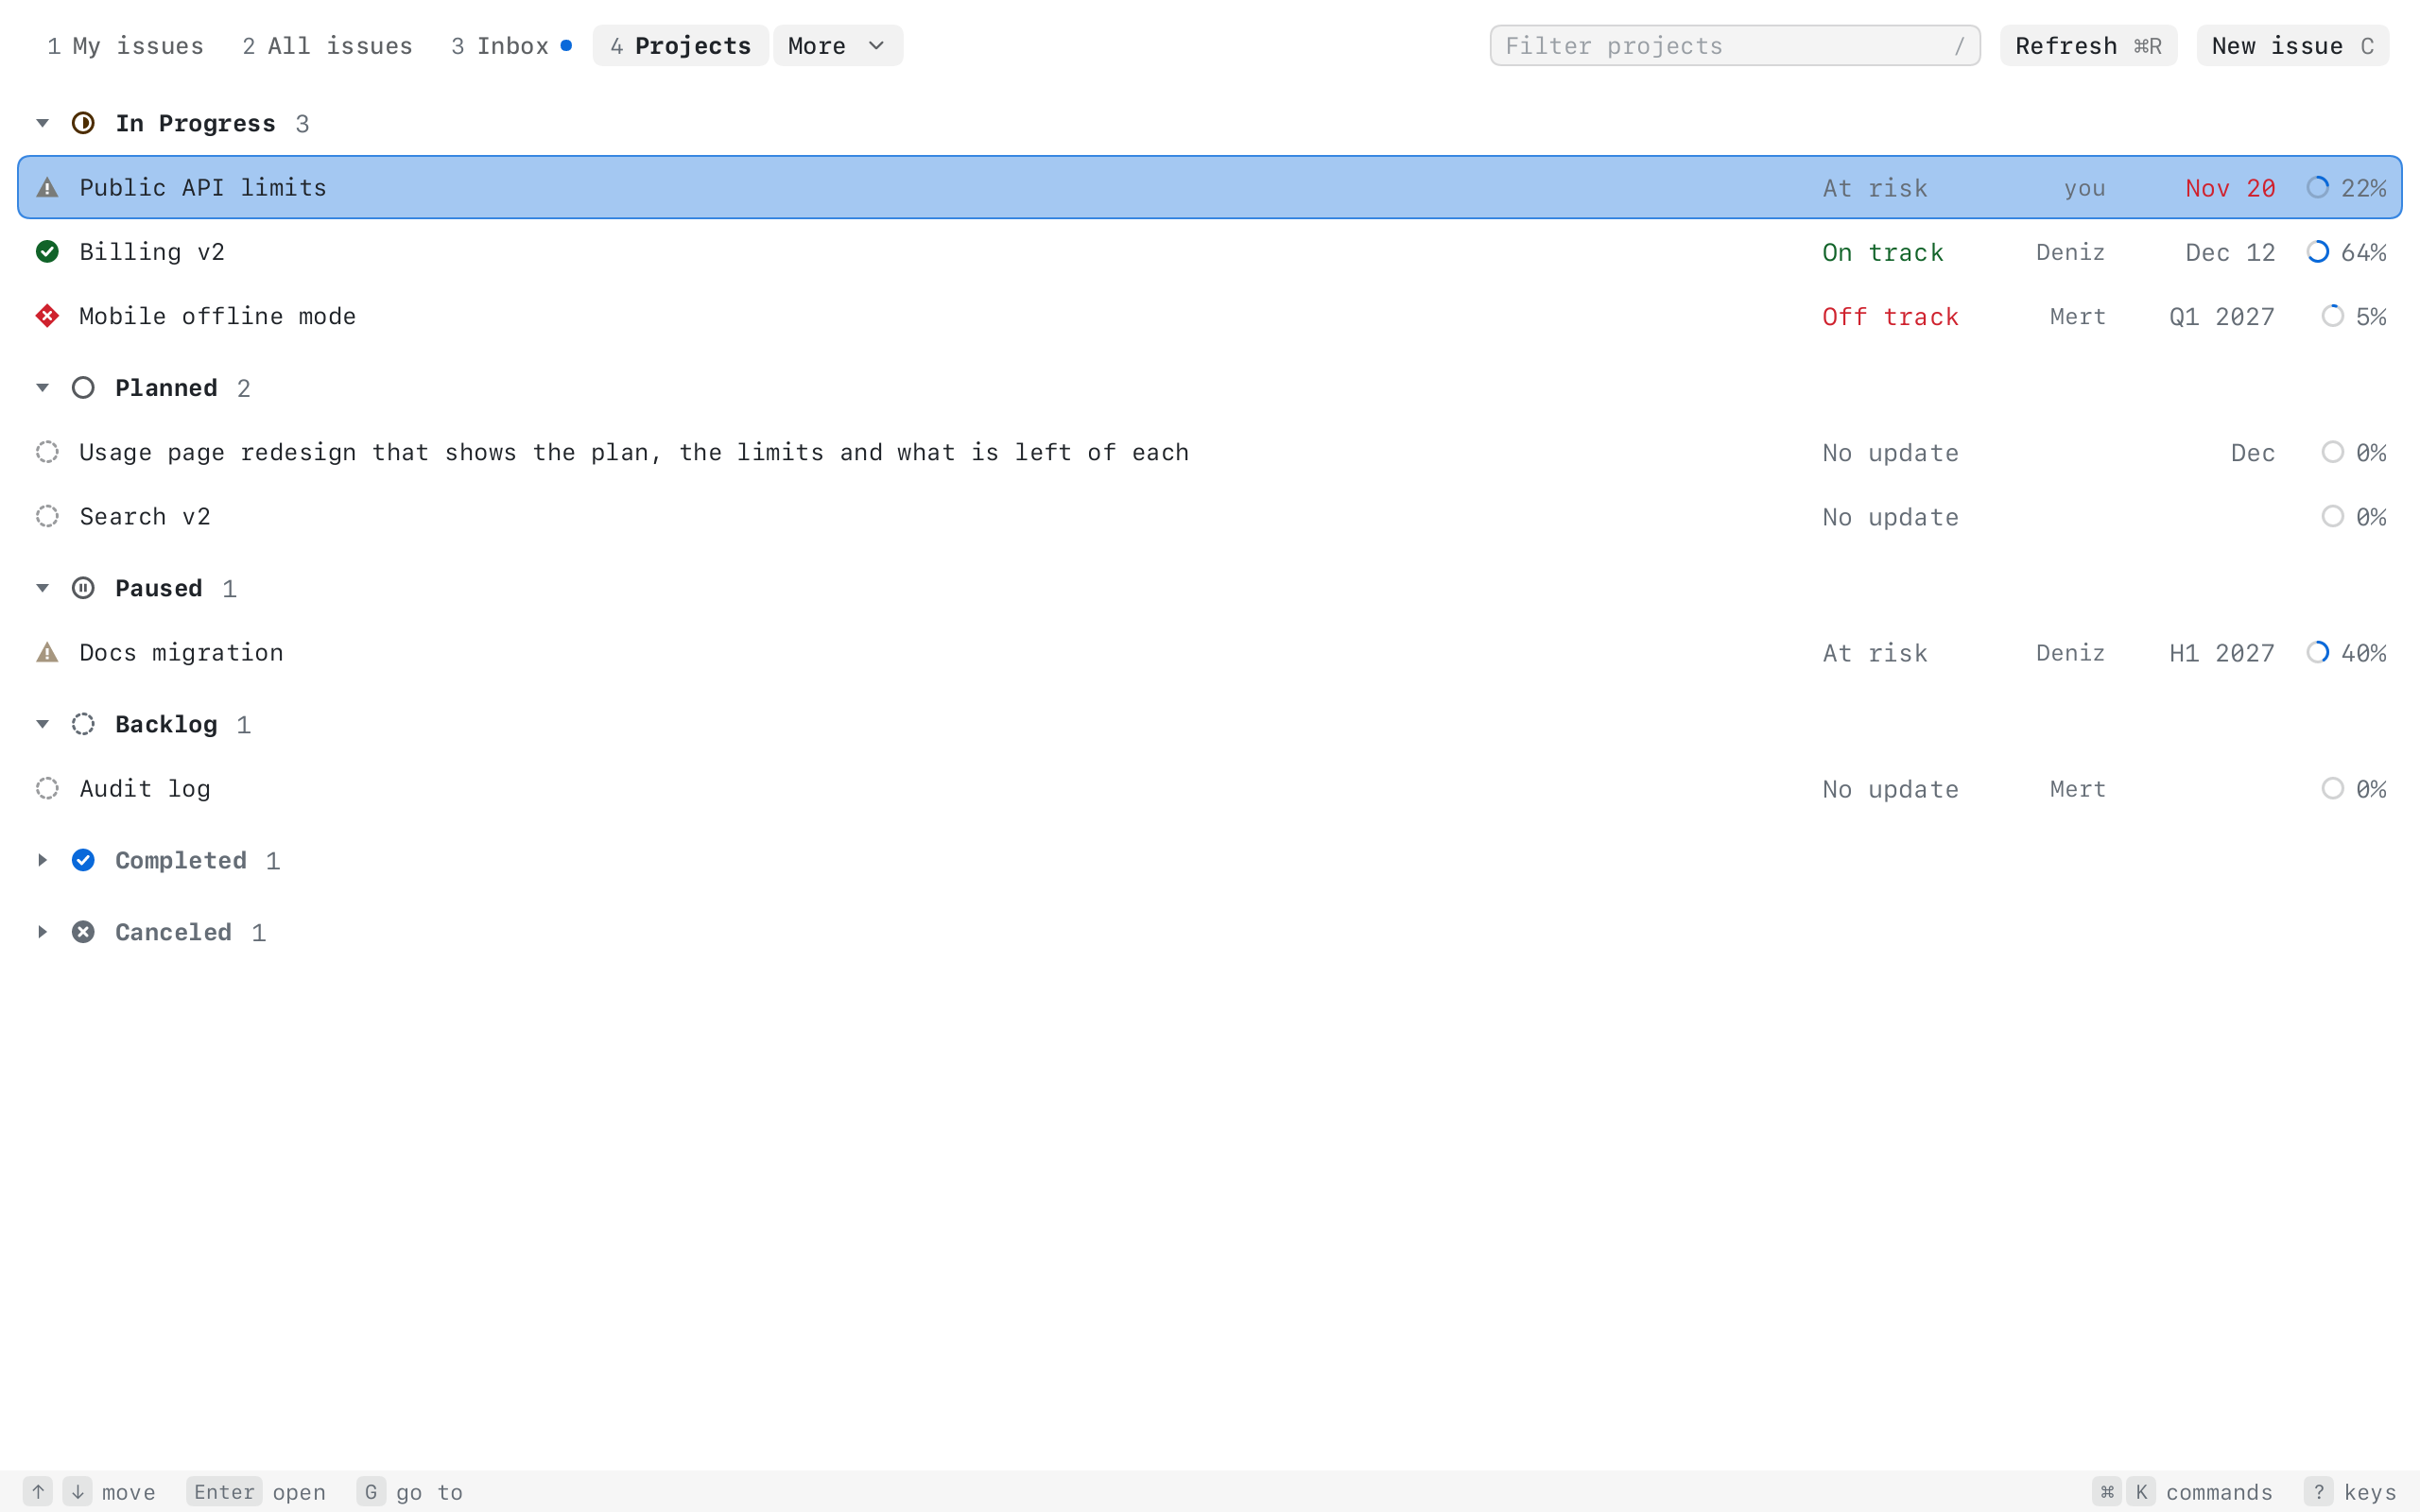 1 My issues 2 All issues 3 Inbox 4 Projects More Filter projects / Refresh ⌘R New issue C
In Progress 3
Public API limits At risk you Nov 20 22%
Billing v2 On track Deniz Dec 12 64%
Mobile offline mode Off track Mert Q1 2027 5%
Planned 2
Usage page redesign that shows the plan, the limits and what is left of each No update Dec 0%
Search v2 No update 0%
Paused 1
Docs migration At risk Deniz H1 2027 40%
Backlog 1
Audit log No update Mert 0%
Completed 1
Canceled 1
↑ ↓ move Enter open G go to ⌘ K commands ? keys